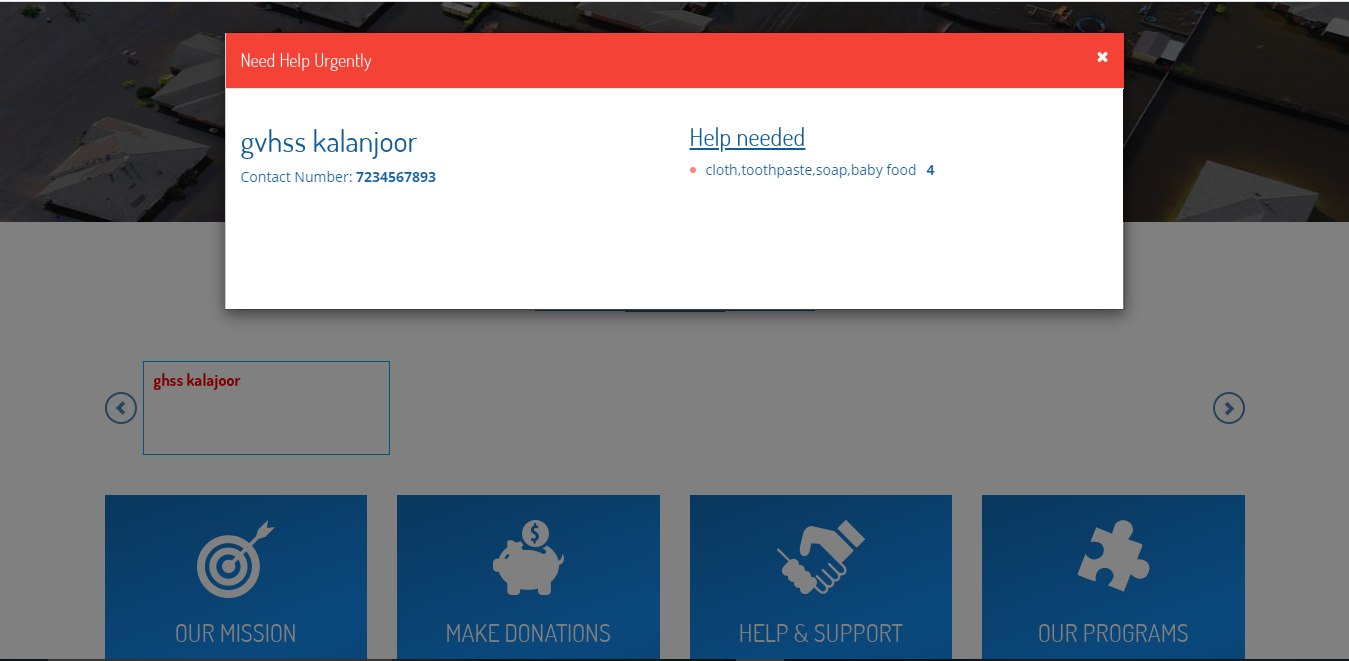 Need Help Urgently
gvhss kalanjoor
Contact Number: 7234567893
Help needed
cloth,toothpaste,soap,baby food 4
ghss kalajoor
OUR MISSION
MAKE DONATIONS
HELP & SUPPORT
OUR PROGRAMS